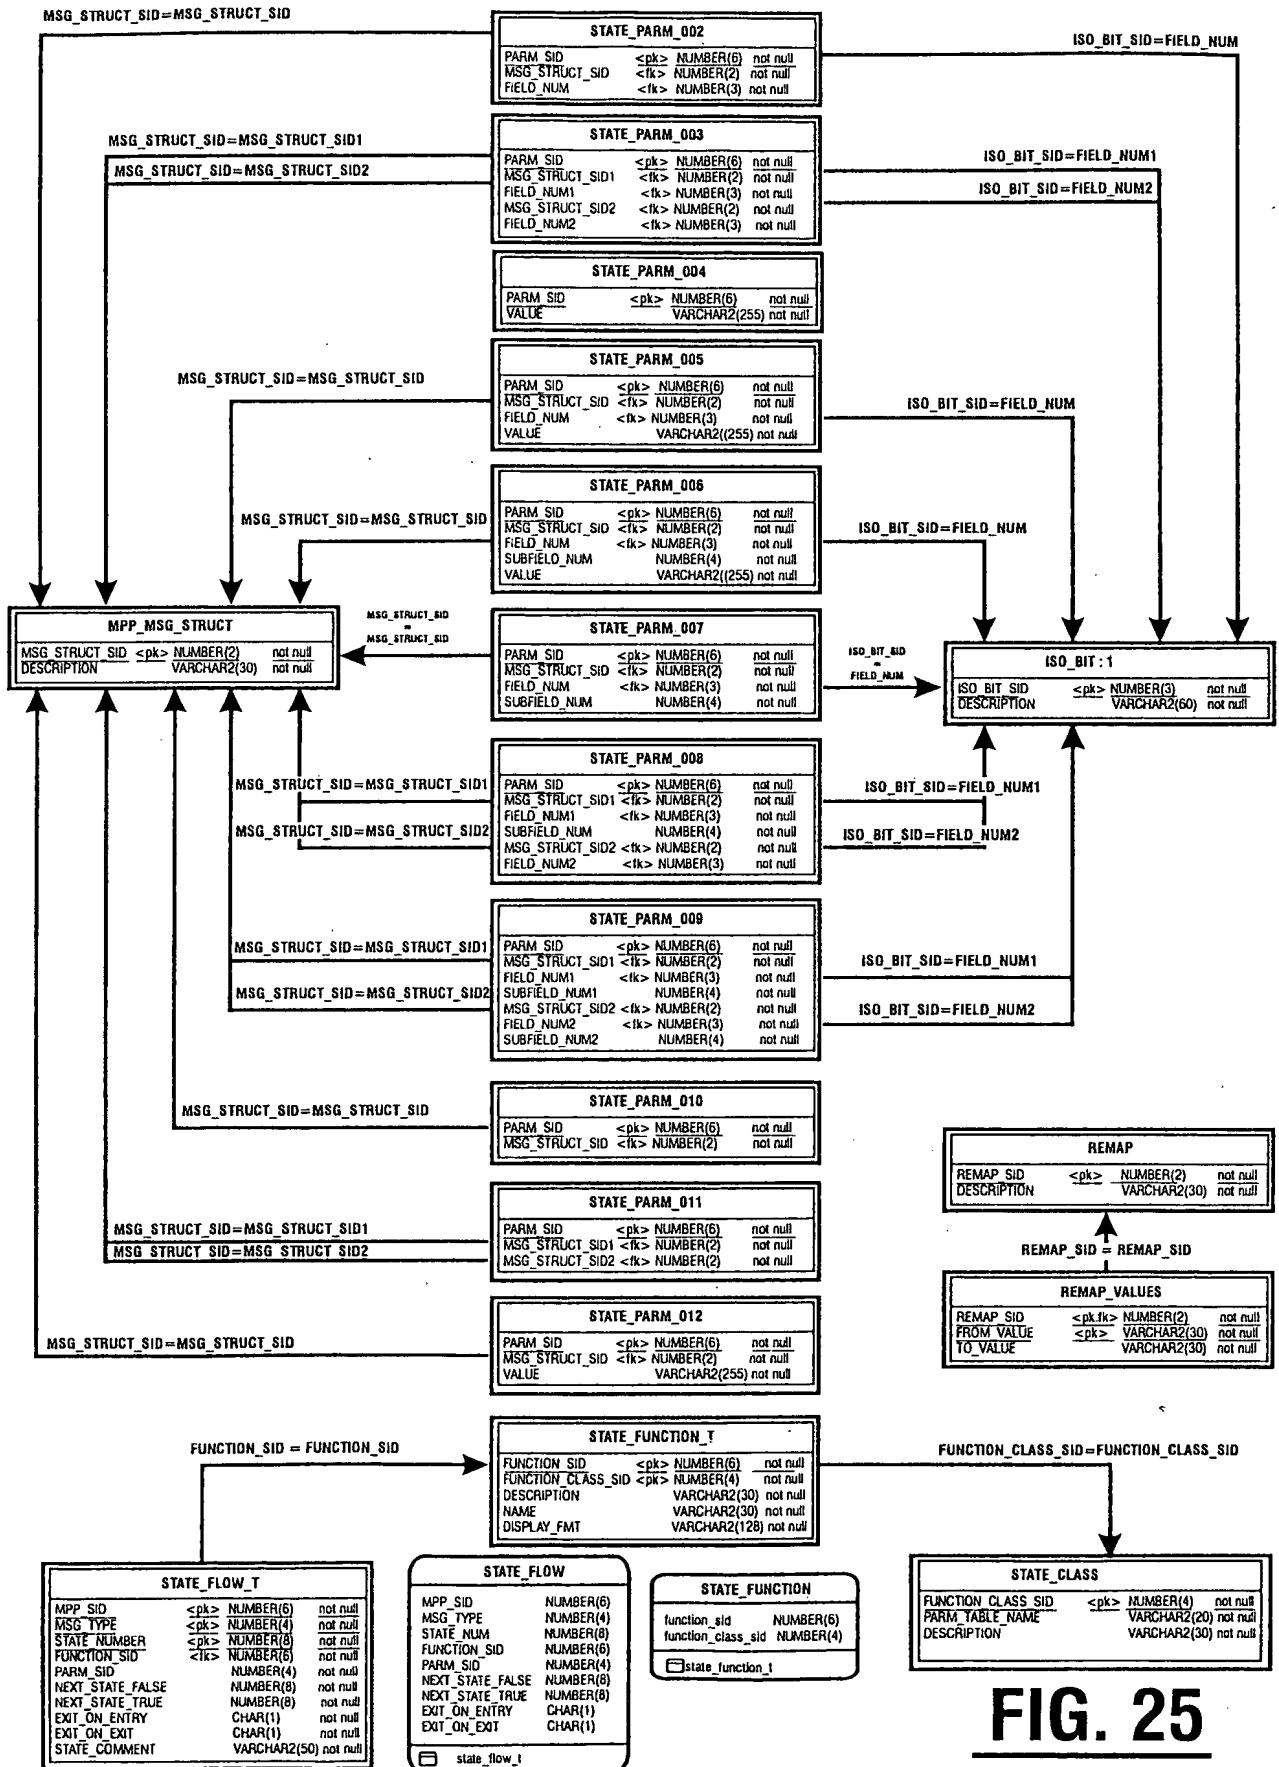 MSG_STRUCT_SID=MSG_STRUCT_SID
STATE_PARM_002
PARM_SID <pk> NUMBER(6) not null
MSG_STRUCT_SID <fk> NUMBER(2) not null
FIELD_NUM <fk> NUMBER(3) not null
ISO_BIT_SID=FIELD_NUM
MSG_STRUCT_SID=MSG_STRUCT_SID1
MSG_STRUCT_SID=MSG_STRUCT_SID2
STATE_PARM_003
PARM_SID <pk> NUMBER(6) not null
MSG_STRUCT_SID1 <fk> NUMBER(2) not null
FIELD_NUM1 <fk> NUMBER(3) not null
MSG_STRUCT_SID2 <fk> NUMBER(2) not null
FIELD_NUM2 <fk> NUMBER(3) not null
ISO_BIT_SID=FIELD_NUM1
ISO_BIT_SID=FIELD_NUM2
STATE_PARM_004
PARM_SID <pk> NUMBER(6) not null
VALUE VARCHAR2(255) not null
MSG_STRUCT_SID=MSG_STRUCT_SID
STATE_PARM_005
PARM_SID <pk> NUMBER(6) not null
MSG_STRUCT_SID <fk> NUMBER(2) not null
FIELD_NUM <fk> NUMBER(3) not null
VALUE VARCHAR2((255) not null
ISO_BIT_SID=FIELD_NUM
MSG_STRUCT_SID=MSG_STRUCT_SID
STATE_PARM_006
PARM_SID <pk> NUMBER(6) not null
MSG_STRUCT_SID <fk> NUMBER(2) not null
FIELD_NUM <fk> NUMBER(3) not null
SUBFIELD_NUM NUMBER(4) not null
VALUE VARCHAR2((255) not null
ISO_BIT_SID=FIELD_NUM
MPP_MSG_STRUCT
MSG_STRUCT_SID <pk> NUMBER(2) not null
DESCRIPTION VARCHAR2(30) not null
MSG_STRUCT_SID
=
MSG_STRUCT_SID
STATE_PARM_007
PARM_SID <pk> NUMBER(6) not null
MSG_STRUCT_SID <fk> NUMBER(2) not null
FIELD_NUM <fk> NUMBER(3) not null
SUBFIELD_NUM NUMBER(4) not null
ISO_BIT_SID
=
FIELD_NUM
ISO_BIT : 1
ISO_BIT_SID <pk> NUMBER(3) not null
DESCRIPTION VARCHAR2(60) not null
MSG_STRUCT_SID=MSG_STRUCT_SID1
MSG_STRUCT_SID=MSG_STRUCT_SID2
STATE_PARM_008
PARM_SID <pk> NUMBER(6) not null
MSG_STRUCT_SID1 <fk> NUMBER(2) not null
FIELD_NUM1 <fk> NUMBER(3) not null
SUBFIELD_NUM NUMBER(4) not null
MSG_STRUCT_SID2 <fk> NUMBER(2) not null
FIELD_NUM2 <fk> NUMBER(3) not null
ISO_BIT_SID=FIELD_NUM1
ISO_BIT_SID=FIELD_NUM2
MSG_STRUCT_SID=MSG_STRUCT_SID1
MSG_STRUCT_SID=MSG_STRUCT_SID2
STATE_PARM_009
PARM_SID <pk> NUMBER(6) not null
MSG_STRUCT_SID1 <fk> NUMBER(2) not null
FIELD_NUM1 <fk> NUMBER(3) not null
SUBFIELD_NUM1 NUMBER(4) not null
MSG_STRUCT_SID2 <fk> NUMBER(2) not null
FIELD_NUM2 <fk> NUMBER(3) not null
SUBFIELD_NUM2 NUMBER(4) not null
ISO_BIT_SID=FIELD_NUM1
ISO_BIT_SID=FIELD_NUM2
MSG_STRUCT_SID=MSG_STRUCT_SID
STATE_PARM_010
PARM_SID <pk> NUMBER(6) not null
MSG_STRUCT_SID <fk> NUMBER(2) not null
REMAP
REMAP_SID <pk> NUMBER(2) not null
DESCRIPTION VARCHAR2(30) not null
MSG_STRUCT_SID=MSG_STRUCT_SID1
MSG_STRUCT_SID=MSG_STRUCT_SID2
STATE_PARM_011
PARM_SID <pk> NUMBER(6) not null
MSG_STRUCT_SID1 <fk> NUMBER(2) not null
MSG_STRUCT_SID2 <fk> NUMBER(2) not null
REMAP_SID = REMAP_SID
REMAP_VALUES
REMAP_SID <pk.fk> NUMBER(2) not null
FROM_VALUE <pk> VARCHAR2(30) not null
TO_VALUE VARCHAR2(30) not null
MSG_STRUCT_SID=MSG_STRUCT_SID
STATE_PARM_012
PARM_SID <pk> NUMBER(6) not null
MSG_STRUCT_SID <fk> NUMBER(2) not null
VALUE VARCHAR2(255) not null
FUNCTION_SID = FUNCTION_SID
STATE_FUNCTION_T
FUNCTION_SID <pk> NUMBER(6) not null
FUNCTION_CLASS_SID <pk> NUMBER(4) not null
DESCRIPTION VARCHAR2(30) not null
NAME VARCHAR2(30) not null
DISPLAY_FMT VARCHAR2(128) not null
FUNCTION_CLASS_SID=FUNCTION_CLASS_SID
STATE_FLOW_T
MPP_SID <pk> NUMBER(6) not null
MSG_TYPE <pk> NUMBER(4) not null
STATE_NUMBER <pk> NUMBER(8) not null
FUNCTION_SID <fk> NUMBER(6) not null
PARM_SID NUMBER(4) not null
NEXT_STATE_FALSE NUMBER(8) not null
NEXT_STATE_TRUE NUMBER(8) not null
EXIT_ON_ENTRY CHAR(1) not null
EXIT_ON_EXIT CHAR(1) not null
STATE_COMMENT VARCHAR2(50) not null
STATE_FLOW
MPP_SID NUMBER(6)
MSG_TYPE NUMBER(4)
STATE_NUM NUMBER(8)
FUNCTION_SID NUMBER(6)
PARM_SID NUMBER(4)
NEXT_STATE_FALSE NUMBER(8)
NEXT_STATE_TRUE NUMBER(8)
EXIT_ON_ENTRY CHAR(1)
EXIT_ON_EXIT CHAR(1)
state_flow_t
STATE_FUNCTION
function_sid NUMBER(6)
function_class_sid NUMBER(4)
state_function_t
STATE_CLASS
FUNCTION_CLASS_SID <pk> NUMBER(4) not null
PARM_TABLE_NAME VARCHAR2(20) not null
DESCRIPTION VARCHAR2(30) not null
FIG. 25